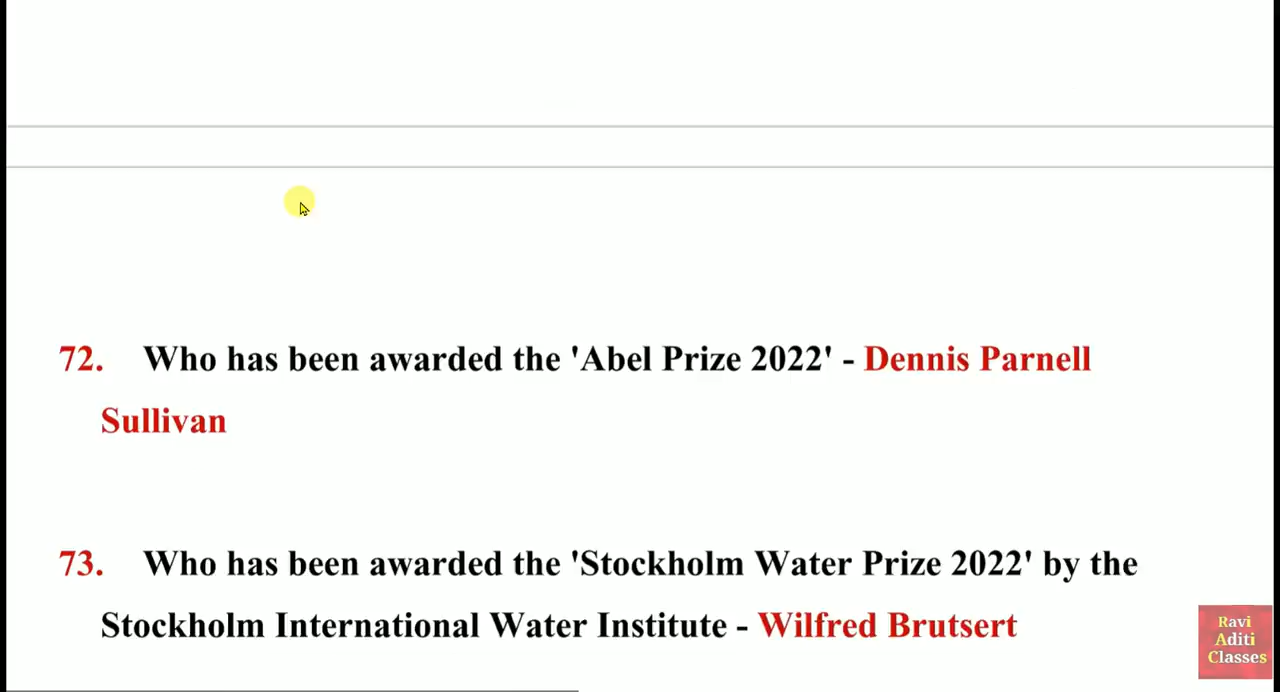 72. Who has been awarded the 'Abel Prize 2022' - Dennis Parnell
Sullivan
73. Who has been awarded the 'Stockholm Water Prize 2022' by the
Stockholm International Water Institute - Wilfred Brutsert
Ravi
Aditi
Classes